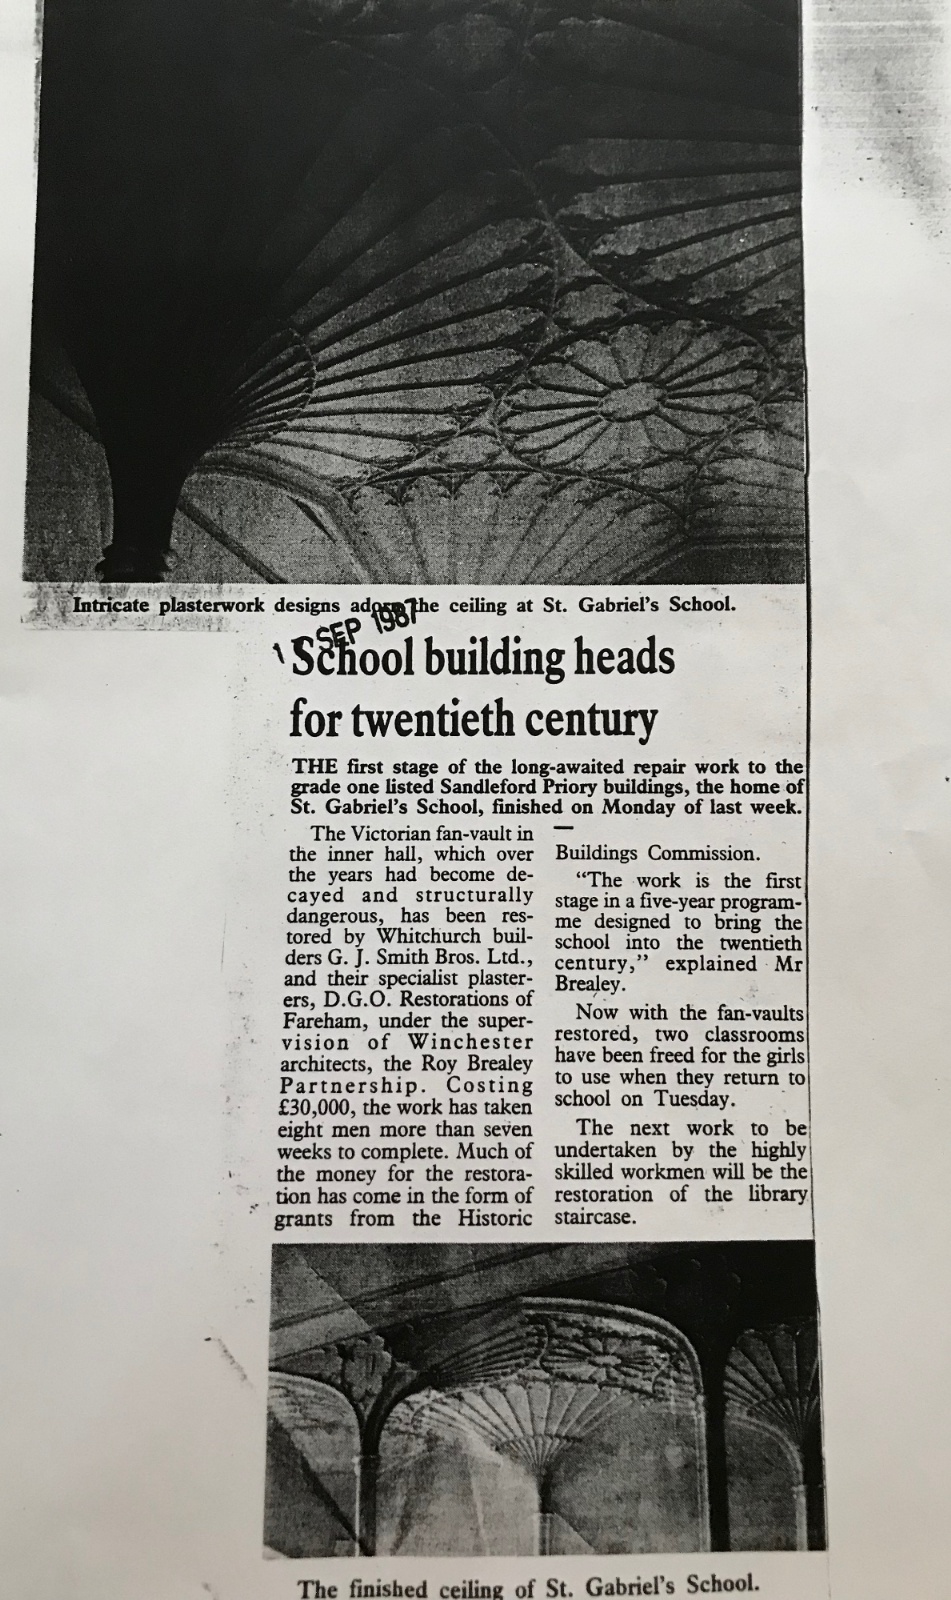 Intricate plasterwork designs adorn the ceiling at St. Gabriel's School.
SEP 1987
School building heads
for twentieth century
THE first stage of the long-awaited repair work to the
grade one listed Sandleford Priory buildings, the home of
St. Gabriel's School, finished on Monday of last week.
The Victorian fan-vault in
the inner hall, which over
the years had become de-
cayed and structurally
dangerous, has been res-
tored by Whitchurch buil-
ders G. J. Smith Bros. Ltd.,
and their specialist plaster-
ers, D.G.O. Restorations of
Fareham, under the super-
vision of Winchester
architects, the Roy Brealey
Partnership. Costing
£30,000, the work has taken
eight men more than seven
weeks to complete. Much of
the money for the restora-
tion has come in the form of
grants from the Historic
Buildings Commission.
"The work is the first
stage in a five-year program-
me designed to bring the
school into the twentieth
century," explained Mr
Brealey.
Now with the fan-vaults
restored, two classrooms
have been freed for the girls
to use when they return to
school on Tuesday.
The next work to be
undertaken by the highly
skilled workmen will be the
restoration of the library
staircase.
The finished ceiling of St. Gabriel's School.